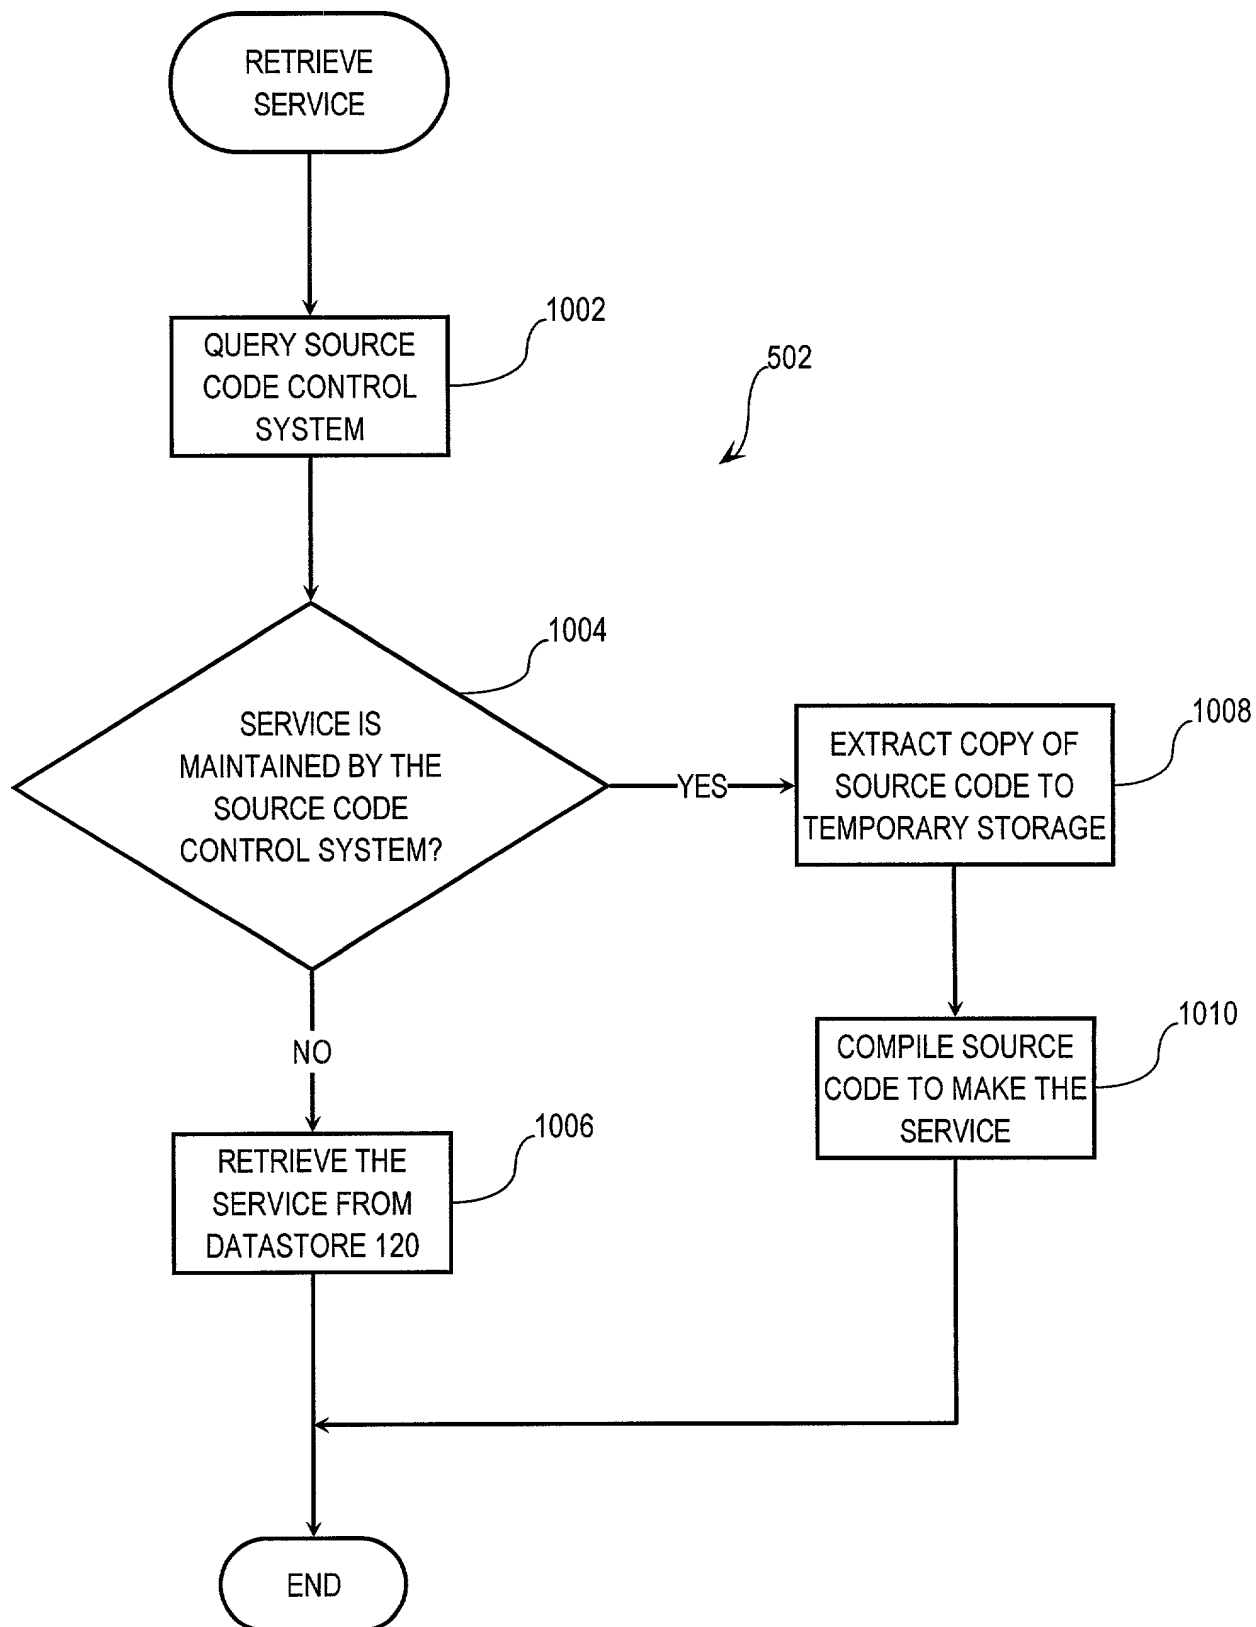 RETRIEVE
SERVICE
1002
QUERY SOURCE
CODE CONTROL
SYSTEM
502
1004
SERVICE IS
MAINTAINED BY THE
SOURCE CODE
CONTROL SYSTEM?
YES
1008
EXTRACT COPY OF
SOURCE CODE TO
TEMPORARY STORAGE
NO
1010
COMPILE SOURCE
CODE TO MAKE THE
SERVICE
1006
RETRIEVE THE
SERVICE FROM
DATASTORE 120
END